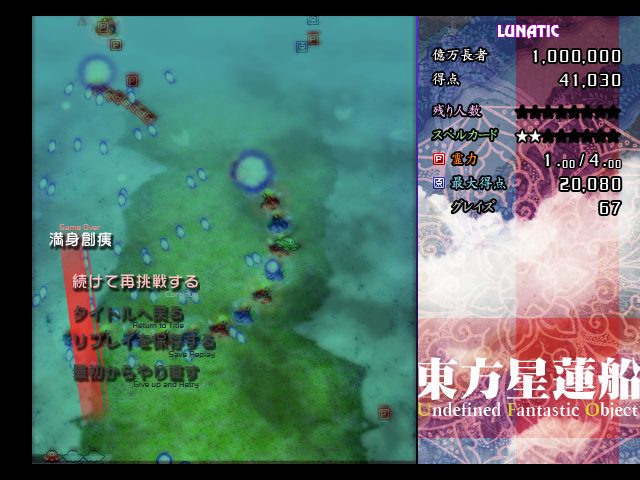 Game Over
満身創痍
続けて再挑戦する
Continue
タイトルへ戻る
Return to Title
リプレイを保存する
Save Replay
最初からやり直す
Give up and Retry
LUNATIC
億万長者 1,000,000
得点 41,030
残り人数
スペルカード
P 霊力 1.00/4.00
点 最大得点 20,080
グレイズ 67
東方星蓮船
Undefined Fantastic Object